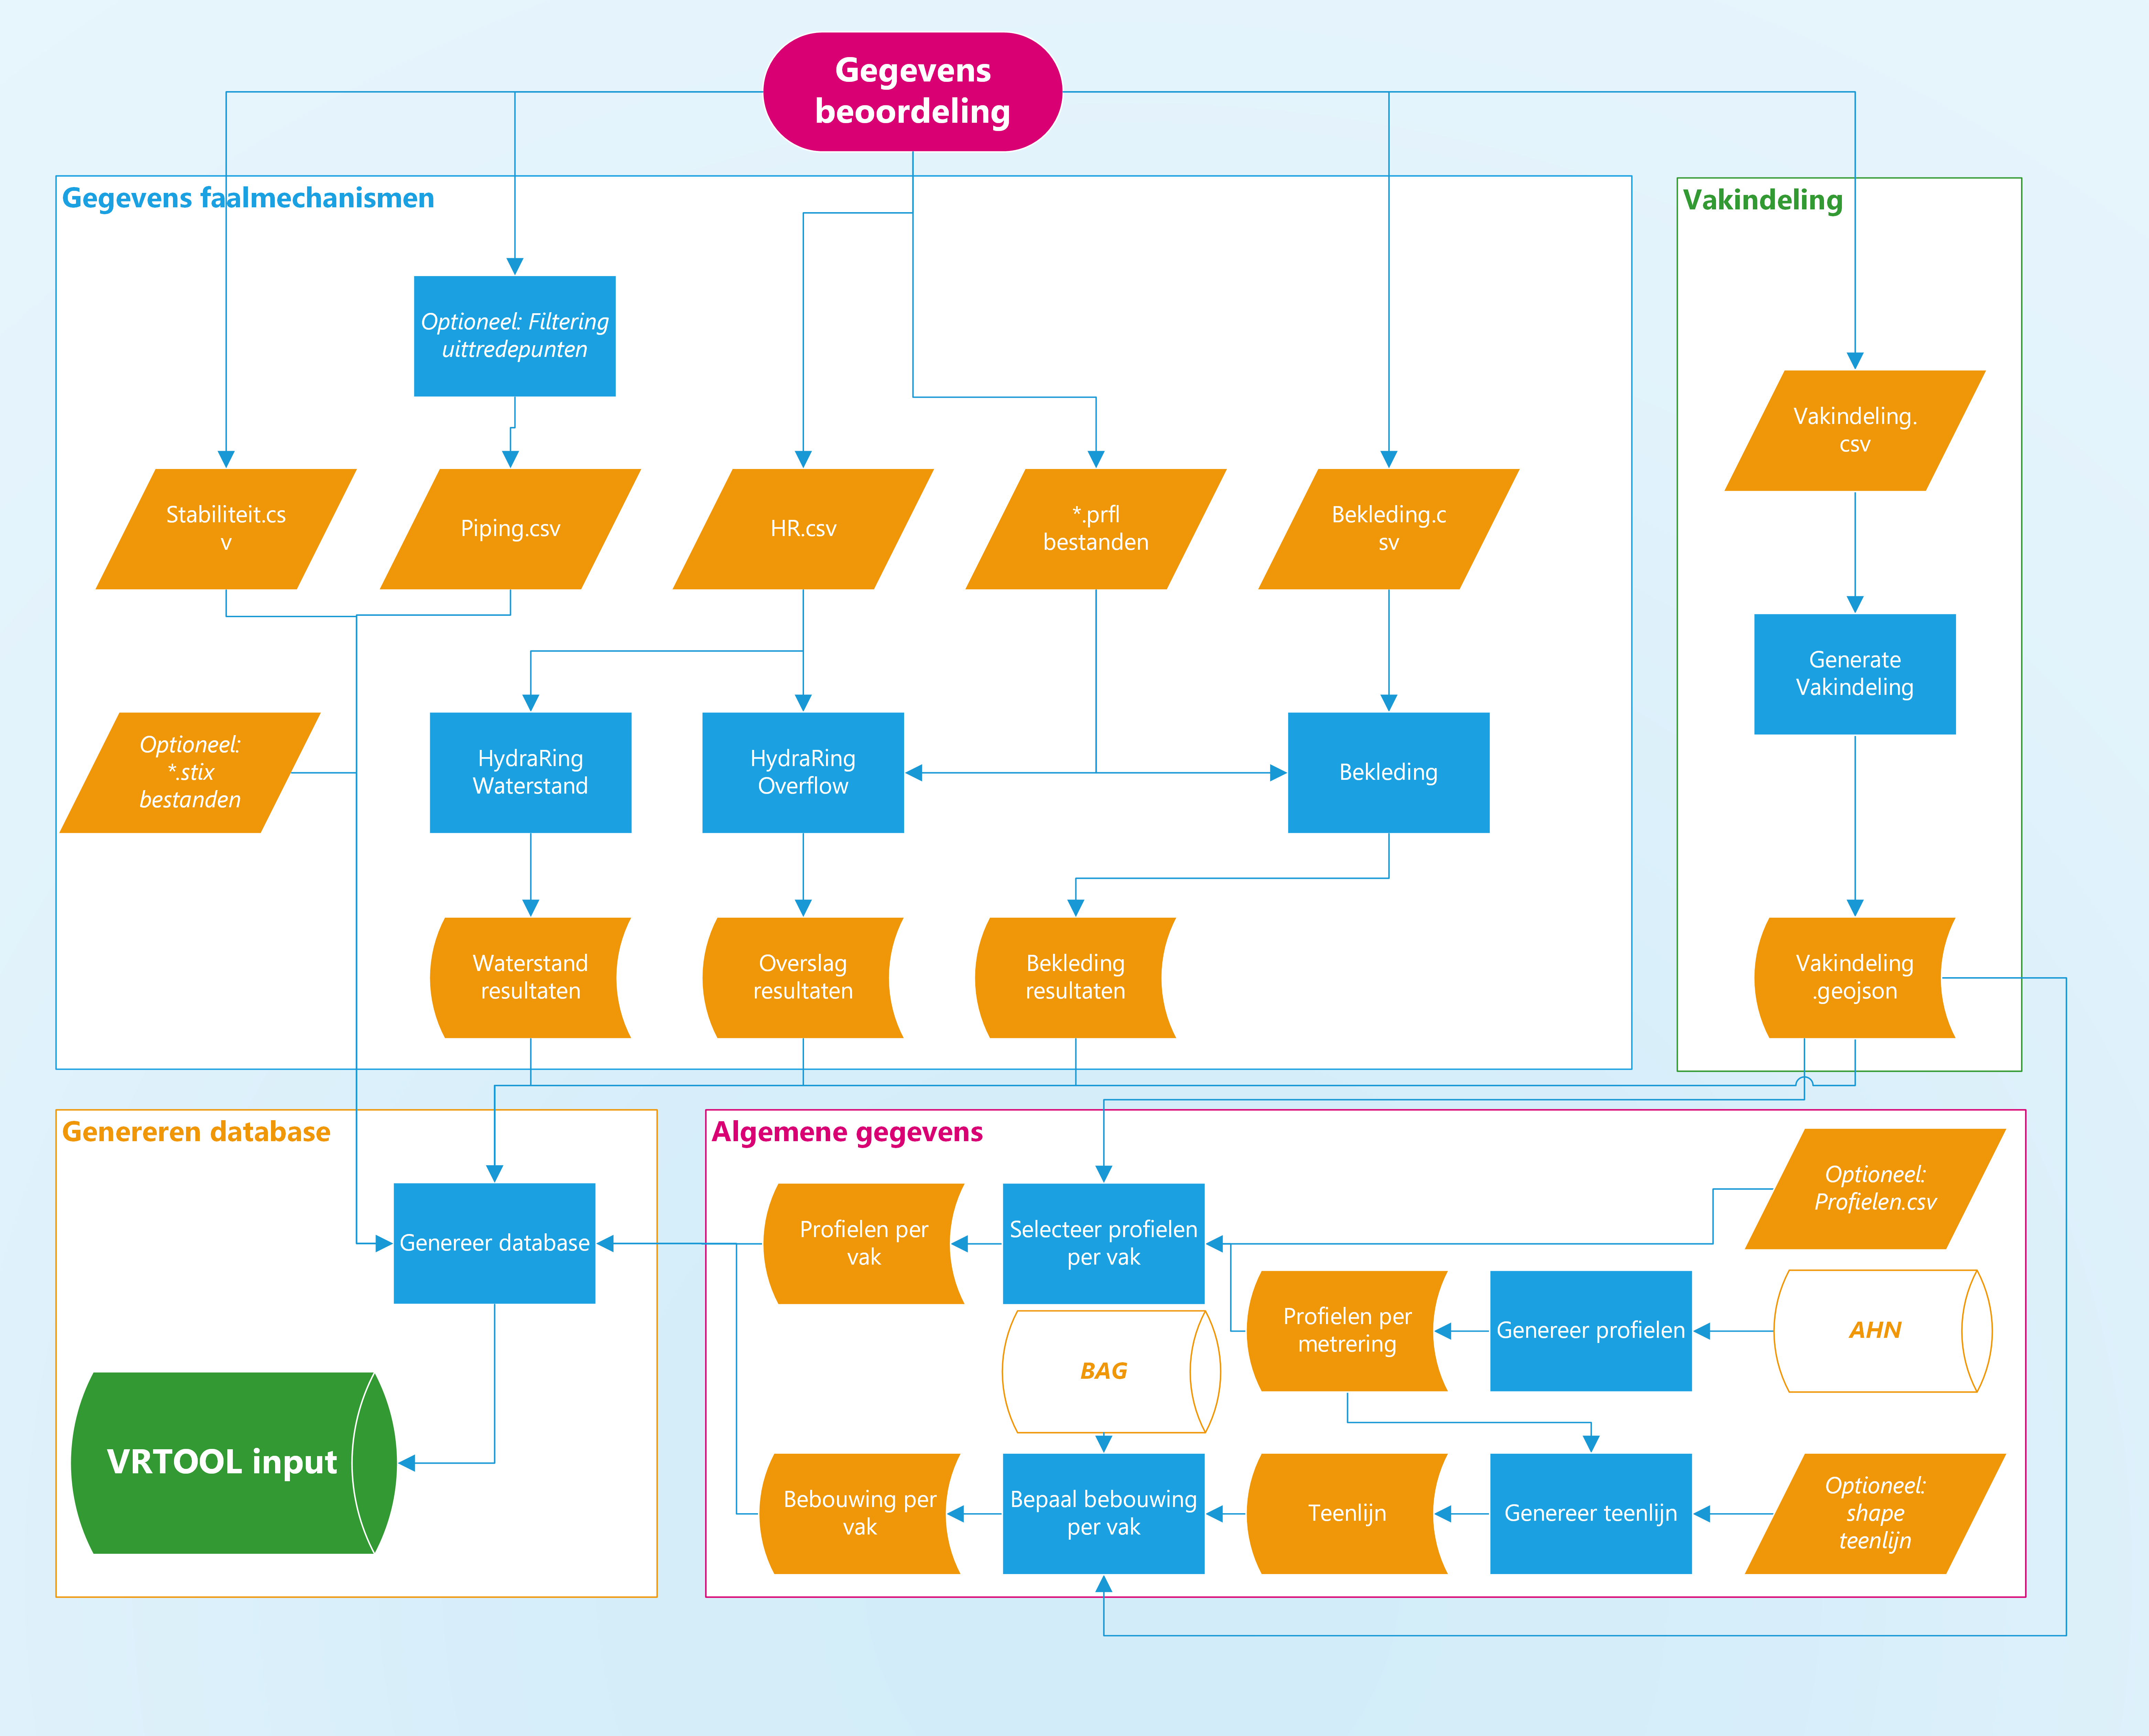 Gegevens
beoordeling
Gegevens faalmechanismen
Vakindeling
Optioneel: Filtering
uittredepunten
Vakindeling.
csv
Stabiliteit.cs
v
Piping.csv
HR.csv
*.prfl
bestanden
Bekleding.c
sv
Generate
Vakindeling
Optioneel:
*.stix
bestanden
HydraRing
Waterstand
HydraRing
Overflow
Bekleding
Waterstand
resultaten
Overslag
resultaten
Bekleding
resultaten
Vakindeling
.geojson
Genereren database
Algemene gegevens
Optioneel:
Profielen.csv
Genereer database
Profielen per
vak
Selecteer profielen
per vak
Profielen per
metrering
Genereer profielen
AHN
BAG
VRTOOL input
Bebouwing per
vak
Bepaal bebouwing
per vak
Teenlijn
Genereer teenlijn
Optioneel:
shape
teenlijn